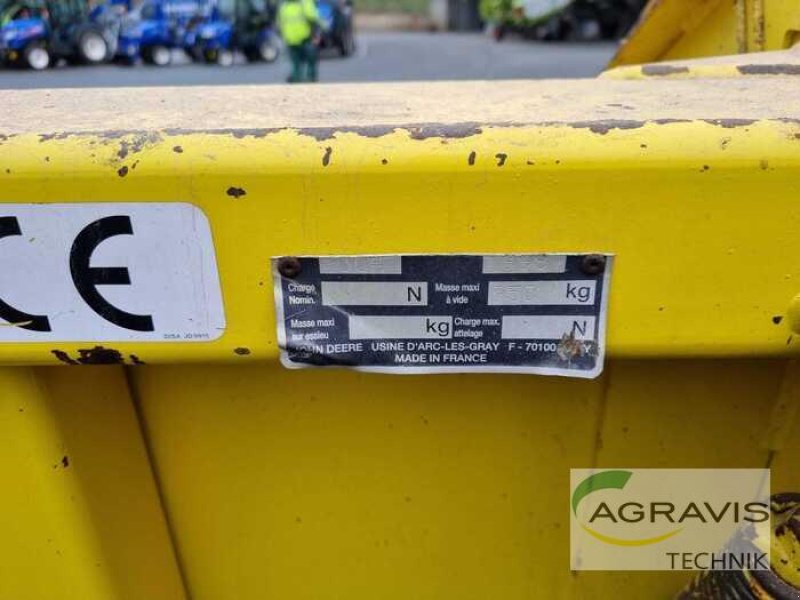 CE
Charge Nominl. N
Masse maxi à vide kg
Masse maxi sur essieu kg
Charge max. attelage N
JOHN DEERE USINE D'ARC-LES-GRAY F - 70100
MADE IN FRANCE
AGRAVIS
TECHNIK